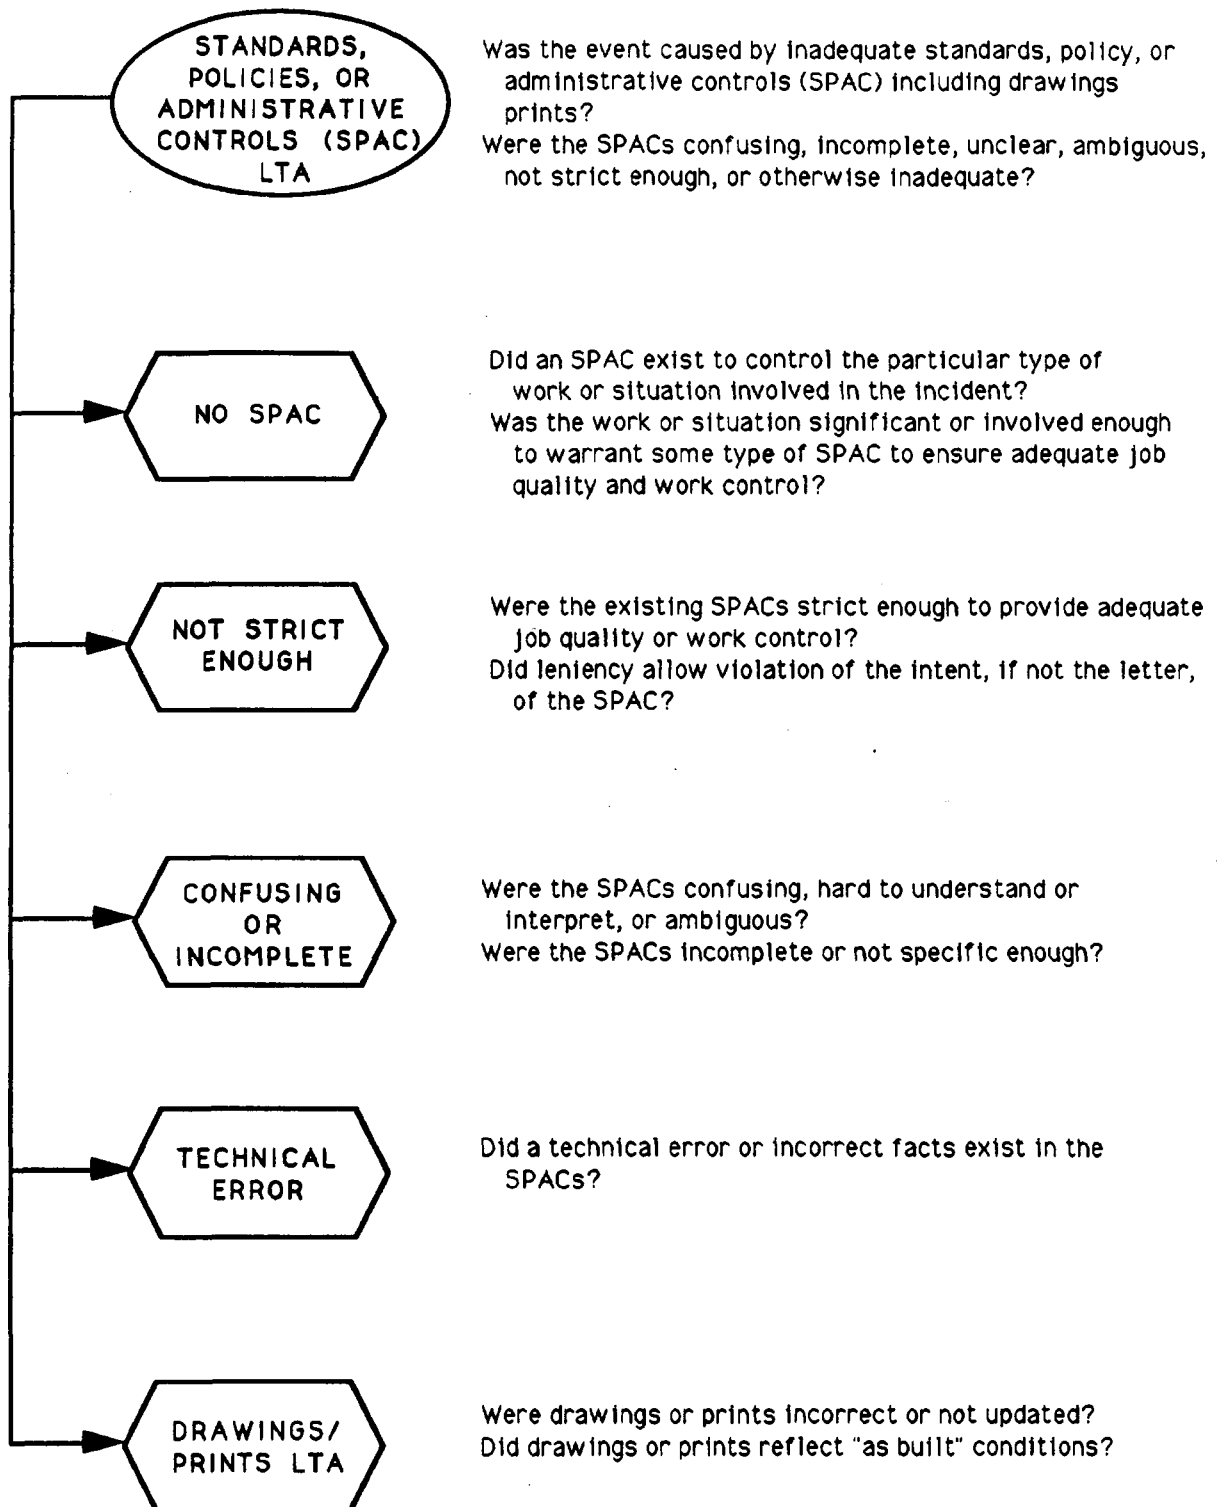 STANDARDS,
POLICIES, OR
ADMINISTRATIVE
CONTROLS (SPAC)
LTA
Was the event caused by inadequate standards, policy, or
administrative controls (SPAC) including drawings
prints?
Were the SPACs confusing, incomplete, unclear, ambiguous,
not strict enough, or otherwise inadequate?
NO SPAC
Did an SPAC exist to control the particular type of
work or situation involved in the incident?
Was the work or situation significant or involved enough
to warrant some type of SPAC to ensure adequate job
quality and work control?
NOT STRICT
ENOUGH
Were the existing SPACs strict enough to provide adequate
job quality or work control?
Did leniency allow violation of the intent, if not the letter,
of the SPAC?
CONFUSING
OR
INCOMPLETE
Were the SPACs confusing, hard to understand or
interpret, or ambiguous?
Were the SPACs incomplete or not specific enough?
TECHNICAL
ERROR
Did a technical error or incorrect facts exist in the
SPACs?
DRAWINGS/
PRINTS LTA
Were drawings or prints incorrect or not updated?
Did drawings or prints reflect "as built" conditions?